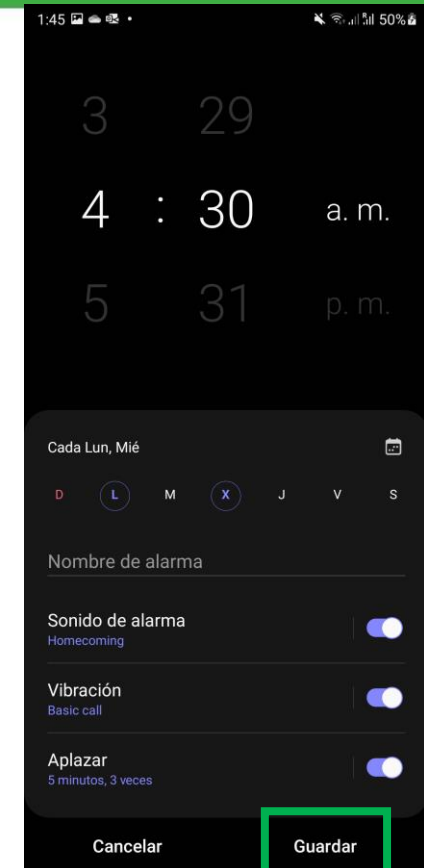 1:45 50%
3 29
4 : 30 a. m.
5 31 p. m.
Cada Lun, Mié
D L M X J V S
Nombre de alarma
Sonido de alarma
Homecoming
Vibración
Basic call
Aplazar
5 minutos, 3 veces
Cancelar Guardar